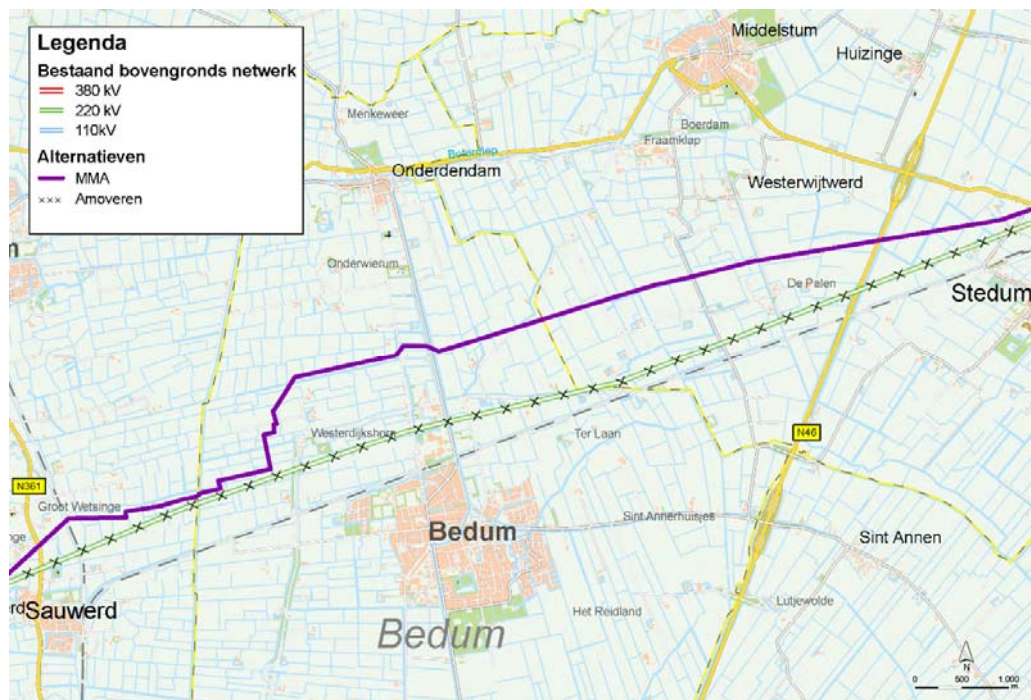 Legenda
Bestaand bovengronds netwerk
380 kV
220 kV
110kV
Alternatieven
MMA
Amoveren
Middelstum
Huizinge
Menkeweer
Boerdam
Fraamklap
Boterdiep
Onderdendam
Westerwijtwerd
Onderwierum
De Palen
Stedum
Westerdijkshorn
Ter Laan
N46
N361
Groot Wetsinge
Bedum
Sint Annerhuisjes
Sint Annen
Sauwerd
Het Reidland
Lutjewolde
Bedum
N
0 500 1.000
m